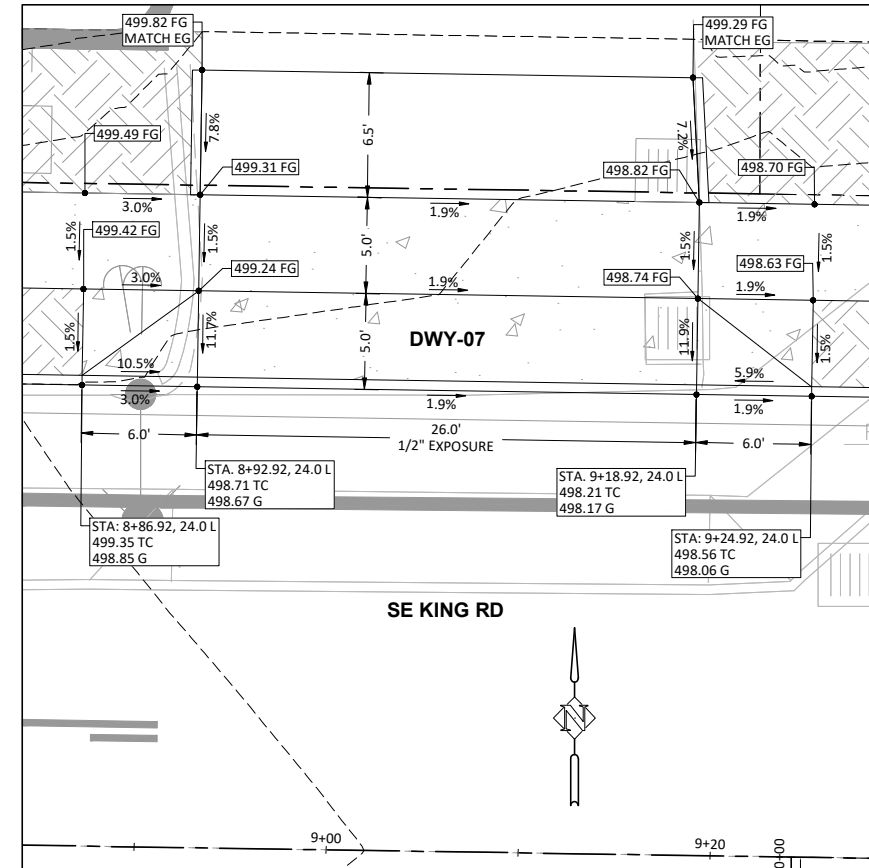 499.82 FG
MATCH EG
499.29 FG
MATCH EG
7.8%
6.5'
7.2%
499.49 FG
499.31 FG
498.82 FG
498.70 FG
3.0%
1.9%
1.9%
1.5%
499.42 FG
1.5%
5.0'
1.5%
1.5%
499.24 FG
498.74 FG
498.63 FG
3.0%
1.9%
1.9%
1.5%
11.7%
5.0'
DWY-07
11.9%
1.5%
10.5%
5.9%
3.0%
1.9%
1.9%
6.0'
26.0'
1/2" EXPOSURE
6.0'
STA. 8+92.92, 24.0 L
498.71 TC
498.67 G
STA. 9+18.92, 24.0 L
498.21 TC
498.17 G
STA: 8+86.92, 24.0 L
499.35 TC
498.85 G
STA: 9+24.92, 24.0 L
498.56 TC
498.06 G
SE KING RD
N
9+00
9+20